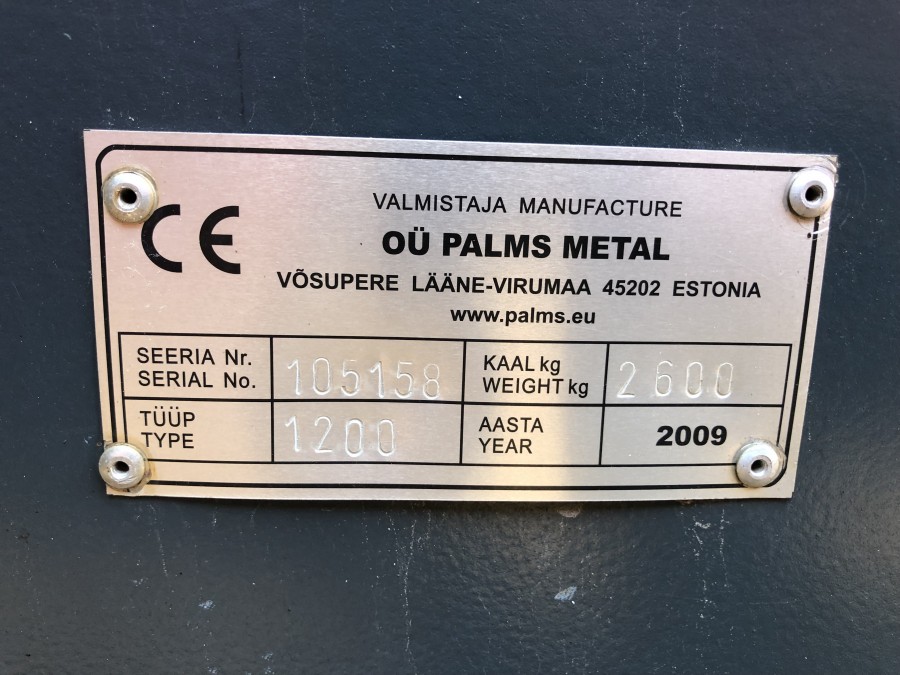 CE
VALMISTAJA MANUFACTURE
OÜ PALMS METAL
VÕSUPERE LÄÄNE-VIRUMAA 45202 ESTONIA
www.palms.eu
SEERIA Nr. 105158 KAAL kg 2600
SERIAL No. WEIGHT kg
TÜÜP 1200 AASTA 2009
TYPE YEAR